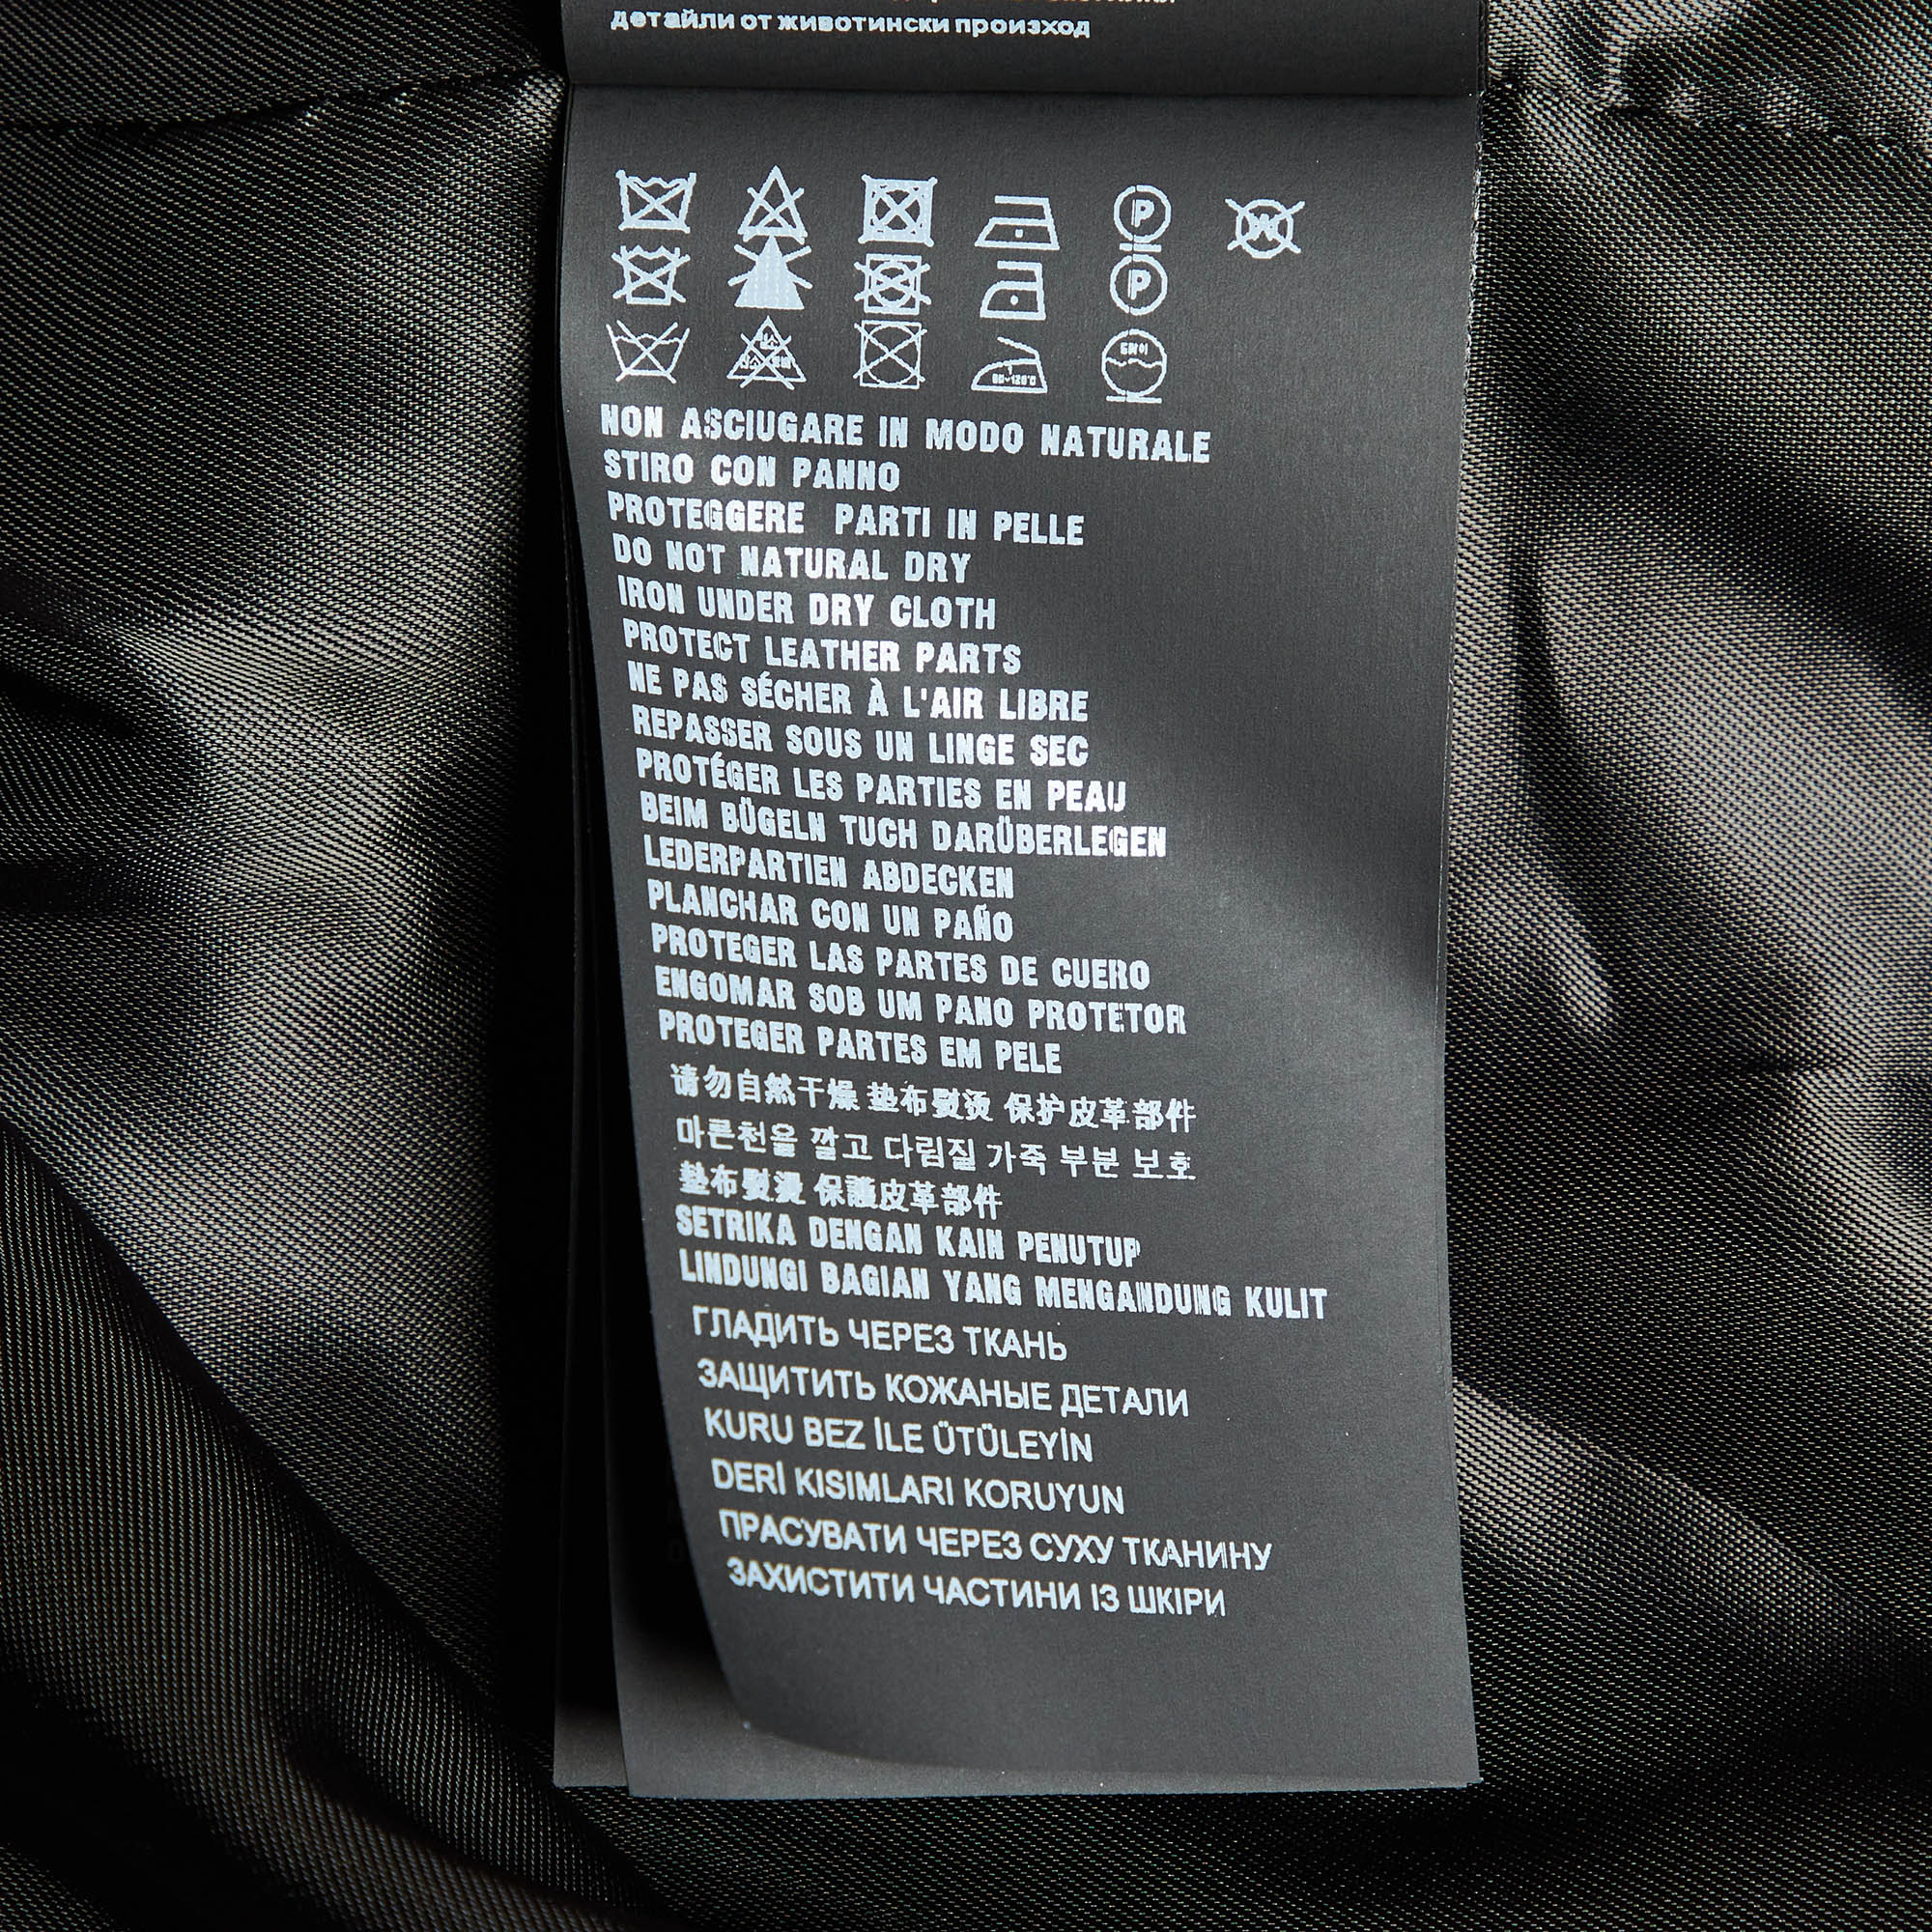 детайли от животински произход
P
W
P
드라이
80~120°C
NON ASCIUGARE IN MODO NATURALE
STIRO CON PANNO
PROTEGGERE PARTI IN PELLE
DO NOT NATURAL DRY
IRON UNDER DRY CLOTH
PROTECT LEATHER PARTS
NE PAS SÉCHER À L'AIR LIBRE
REPASSER SOUS UN LINGE SEC
PROTÉGER LES PARTIES EN PEAU
BEIM BÜGELN TUCH DARÜBERLEGEN
LEDERPARTIEN ABDECKEN
PLANCHAR CON UN PAÑO
PROTEGER LAS PARTES DE CUERO
ENGOMAR SOB UM PANO PROTETOR
PROTEGER PARTES EM PELE
请勿自然干燥 垫布熨烫 保护皮革部件
마른천을 깔고 다림질 가죽 부분 보호
墊布熨燙 保護皮革部件
SETRIKA DENGAN KAIN PENUTUP
LINDUNGI BAGIAN YANG MENGANDUNG KULIT
ГЛАДИТЬ ЧЕРЕЗ ТКАНЬ
ЗАЩИТИТЬ КОЖАНЫЕ ДЕТАЛИ
KURU BEZ İLE ÜTÜLEYİN
DERİ KISIMLARI KORUYUN
ПРАСУВАТИ ЧЕРЕЗ СУХУ ТКАНИНУ
ЗАХИСТИТИ ЧАСТИНИ ІЗ ШКІРИ